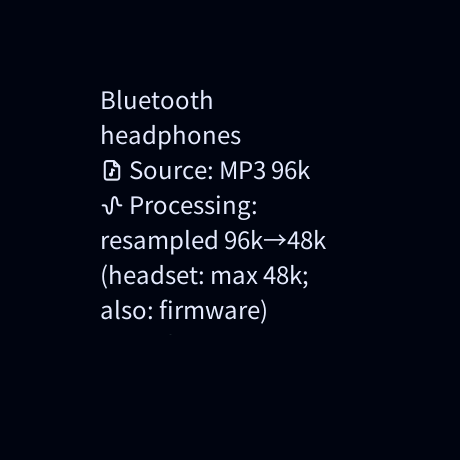 Bluetooth
headphones
Source: MP3 96k
Processing:
resampled 96k→48k
(headset: max 48k;
also: firmware)